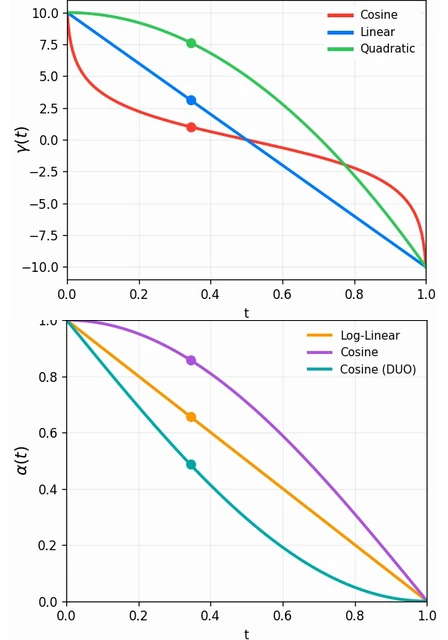 10.0
7.5
5.0
2.5
0.0
−2.5
−5.0
−7.5
−10.0
γ(t)
Cosine
Linear
Quadratic
0.0 0.2 0.4 0.6 0.8 1.0
t
1.0
0.8
0.6
0.4
0.2
0.0
α(t)
Log-Linear
Cosine
Cosine (DUO)
0.0 0.2 0.4 0.6 0.8 1.0
t